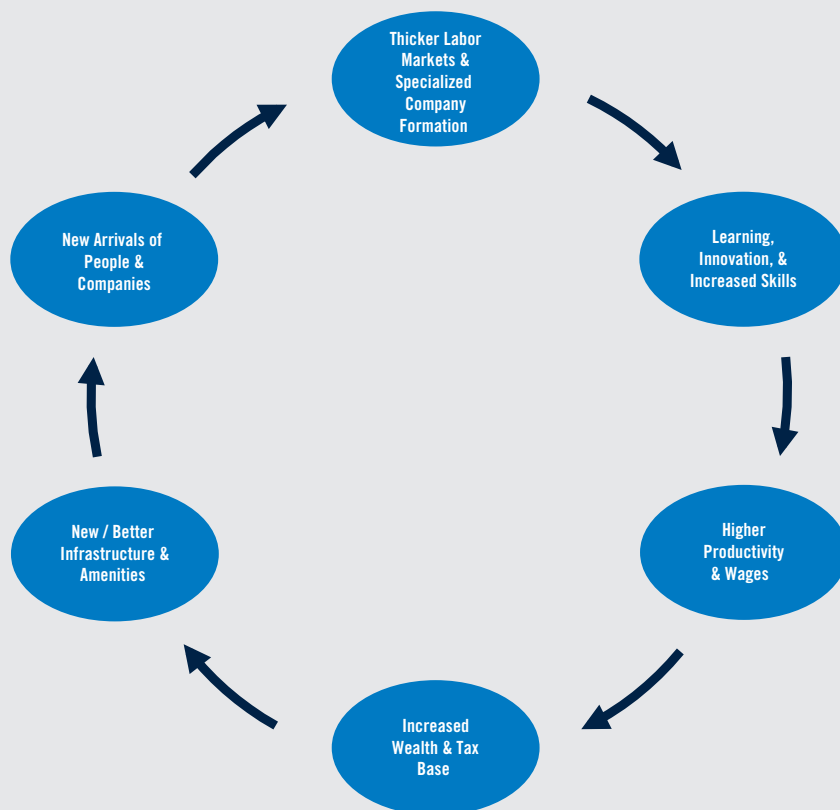 Thicker Labor
Markets &
Specialized
Company
Formation
Learning,
Innovation, &
Increased Skills
Higher
Productivity
& Wages
Increased
Wealth & Tax
Base
New / Better
Infrastructure &
Amenities
New Arrivals of
People &
Companies